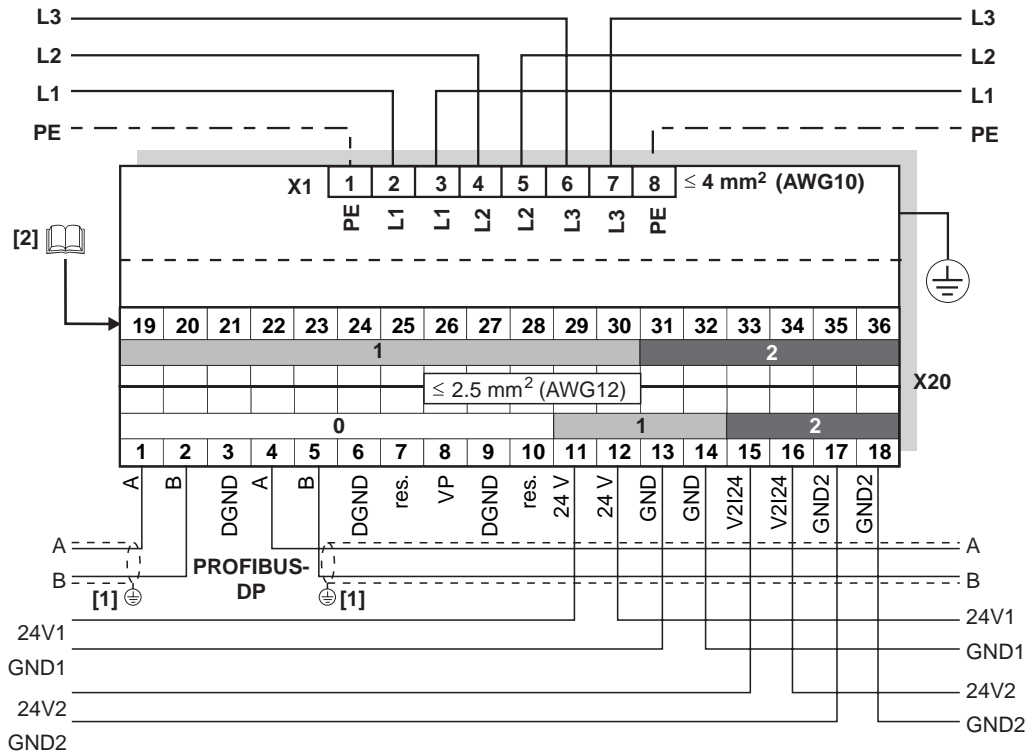 L3 L3
L2 L2
L1 L1
PE PE
X1 1 2 3 4 5 6 7 8 ≤ 4 mm² (AWG10)
PE L1 L1 L2 L2 L3 L3 PE
[2]
19 20 21 22 23 24 25 26 27 28 29 30 31 32 33 34 35 36
1 2
≤ 2.5 mm² (AWG12) X20
0 1 2
1 2 3 4 5 6 7 8 9 10 11 12 13 14 15 16 17 18
A B DGND A B DGND res. VP DGND res. 24 V 24 V GND GND V2I24 V2I24 GND2 GND2
A A
PROFIBUS-
B DP B
[1] [1]
24V1 24V1
GND1 GND1
24V2 24V2
GND2 GND2